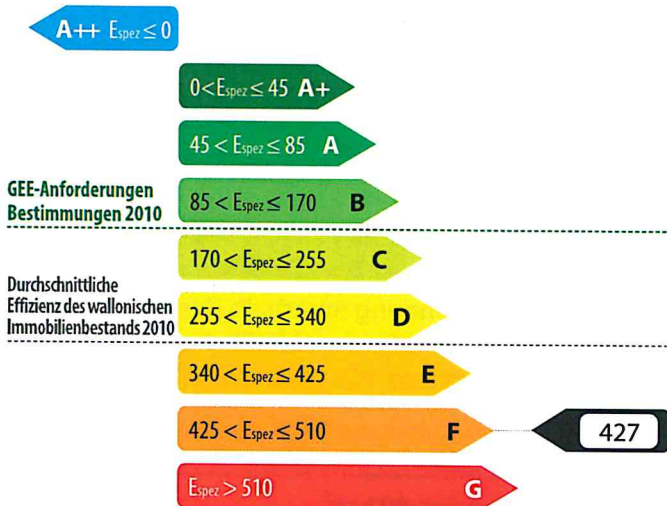 A++ Espez ≤ 0
0<Espez ≤ 45 A+
45 < Espez ≤ 85 A
GEE-Anforderungen
Bestimmungen 2010
85 < Espez ≤ 170 B
170 < Espez ≤ 255 C
Durchschnittliche
Effizienz des wallonischen
Immobilienbestands 2010
255 < Espez ≤ 340 D
340 < Espez ≤ 425 E
425 < Espez ≤ 510 F
427
Espez > 510 G